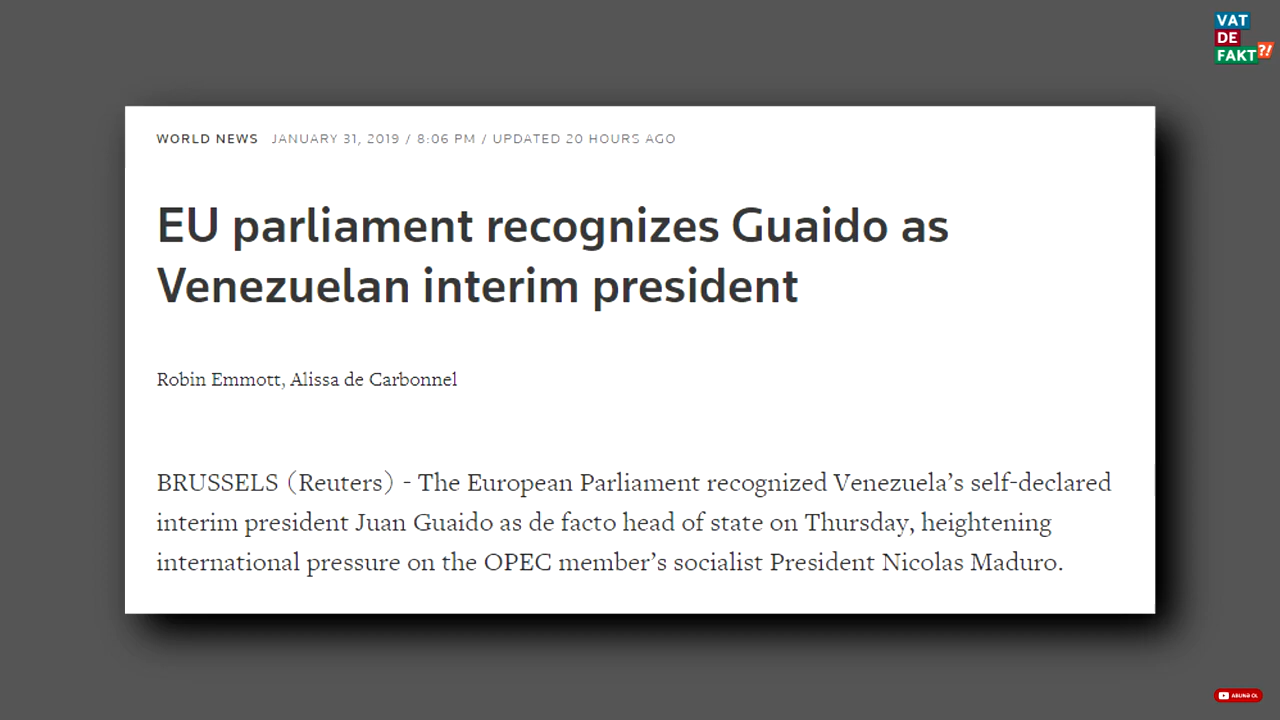 VAT
DE
FAKT?!
WORLD NEWS JANUARY 31, 2019 / 8:06 PM / UPDATED 20 HOURS AGO
EU parliament recognizes Guaido as
Venezuelan interim president
Robin Emmott, Alissa de Carbonnel
BRUSSELS (Reuters) - The European Parliament recognized Venezuela’s self-declared
interim president Juan Guaido as de facto head of state on Thursday, heightening
international pressure on the OPEC member’s socialist President Nicolas Maduro.
ABUNƏ OL